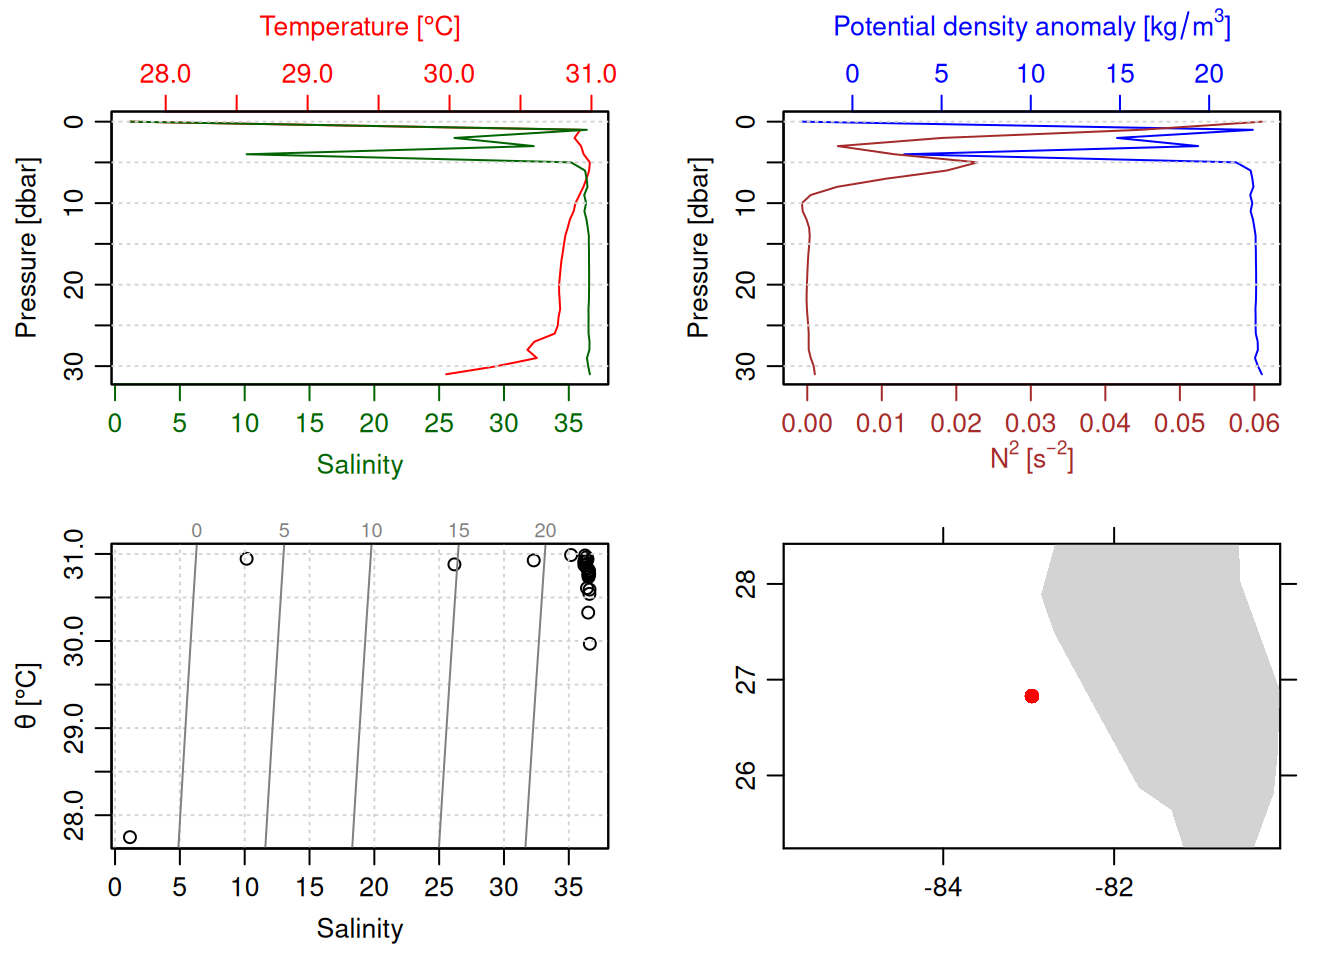 Temperature [°C]
28.0 29.0 30.0 31.0
0 10 20 30
Pressure [dbar]
0 5 10 15 20 25 30 35
Salinity
Potential density anomaly [kg/m³]
0 5 10 15 20
0 10 20 30
Pressure [dbar]
0.00 0.01 0.02 0.03 0.04 0.05 0.06
N² [s⁻²]
0 5 10 15 20
31.0 30.0 29.0 28.0
θ [°C]
0 5 10 15 20 25 30 35
Salinity
28 27 26
-84 -82